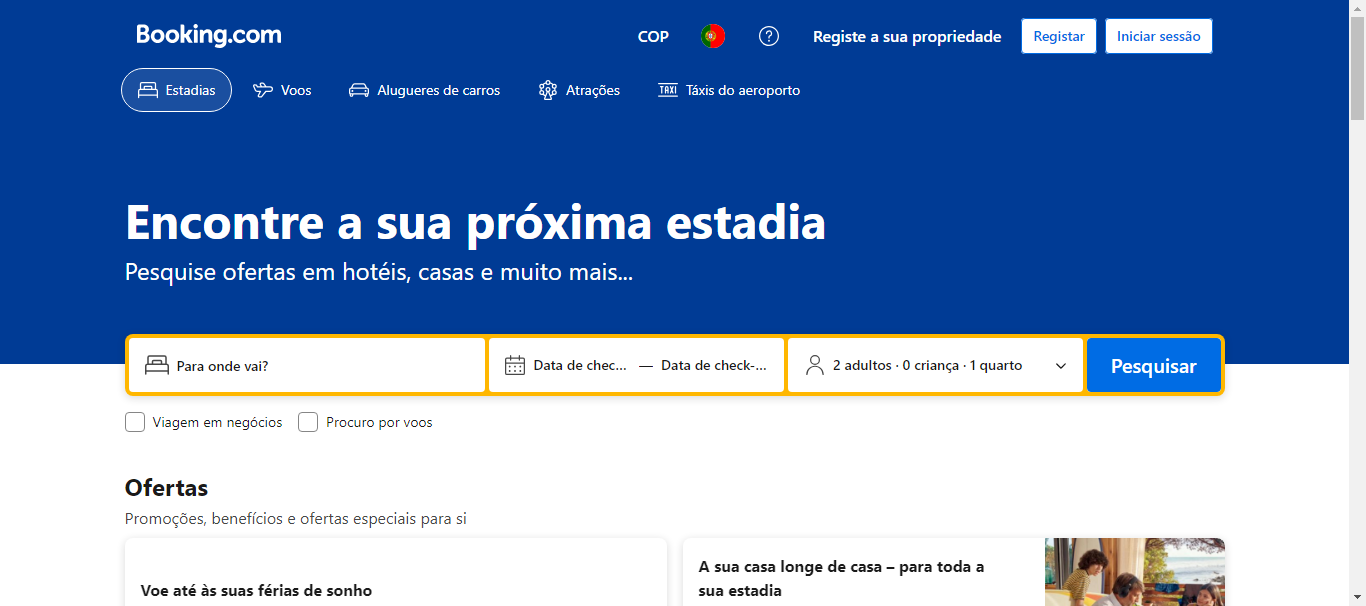 Booking.com
COP
Registe a sua propriedade
Registar
Iniciar sessão
Estadias
Voos
Alugueres de carros
Atrações
TAXI
Táxis do aeroporto
Encontre a sua próxima estadia
Pesquise ofertas em hotéis, casas e muito mais...
Para onde vai?
Data de chec... — Data de check-...
2 adultos · 0 criança · 1 quarto
Pesquisar
Viagem em negócios
Procuro por voos
Ofertas
Promoções, benefícios e ofertas especiais para si
Voe até às suas férias de sonho
A sua casa longe de casa – para toda a
sua estadia